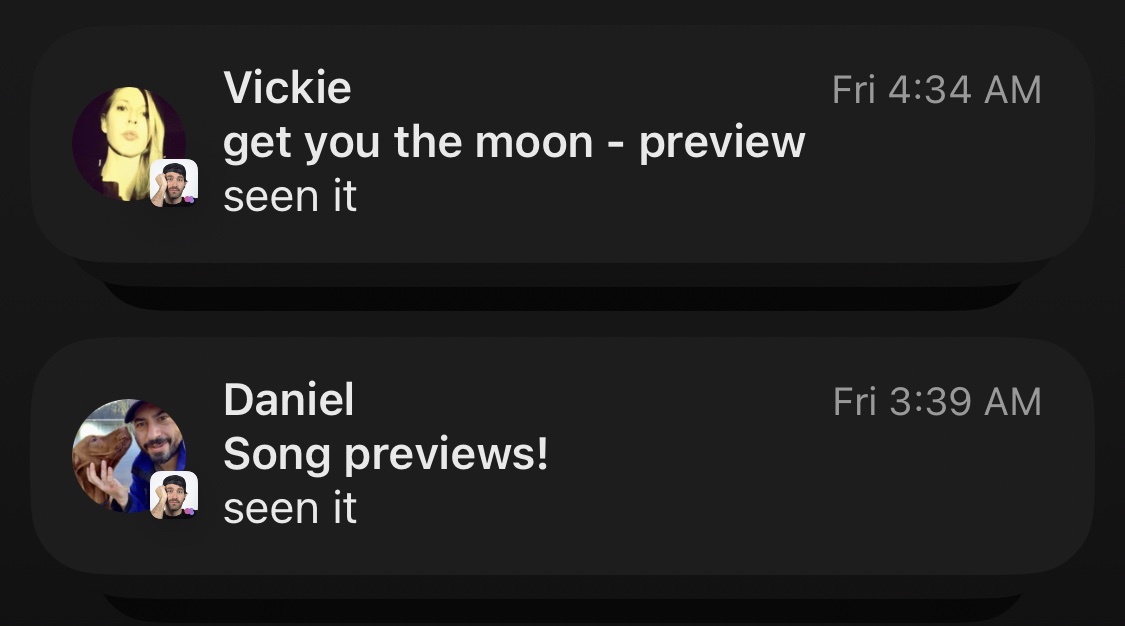 Vickie
Fri 4:34 AM
get you the moon - preview
seen it
Daniel
Fri 3:39 AM
Song previews!
seen it